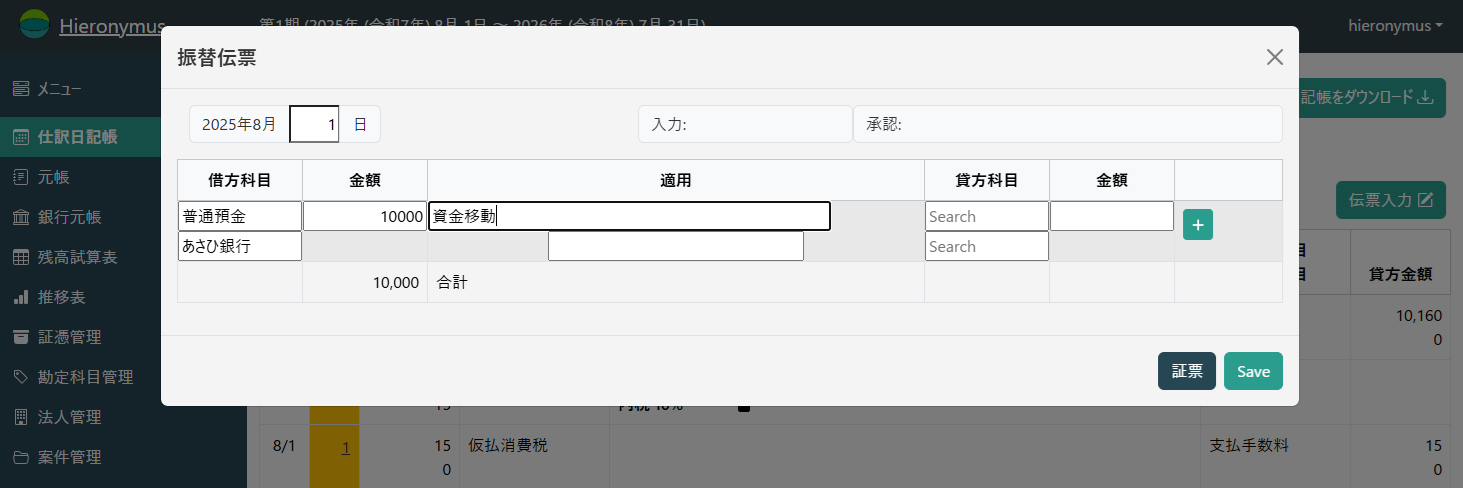 Hieronymus
第1期 (2025年 (令和7年) 8月 1日 ～ 2026年 (令和8年) 7月 31日)
hieronymus
振替伝票
メニュー
記帳をダウンロード
2025年8月 1 日
入力:
承認:
仕訳日記帳
借方科目 金額 適用 貸方科目 金額
元帳
伝票入力
普通預金 10000 資金移動 Search
銀行元帳
あさひ銀行 Search
残高試算表
目
目 貸方金額
10,000 合計
推移表
10,160
0
証憑管理
証票 Save
勘定科目管理
法人管理
8/1 1 15 仮払消費税 支払手数料 15
0 0
案件管理